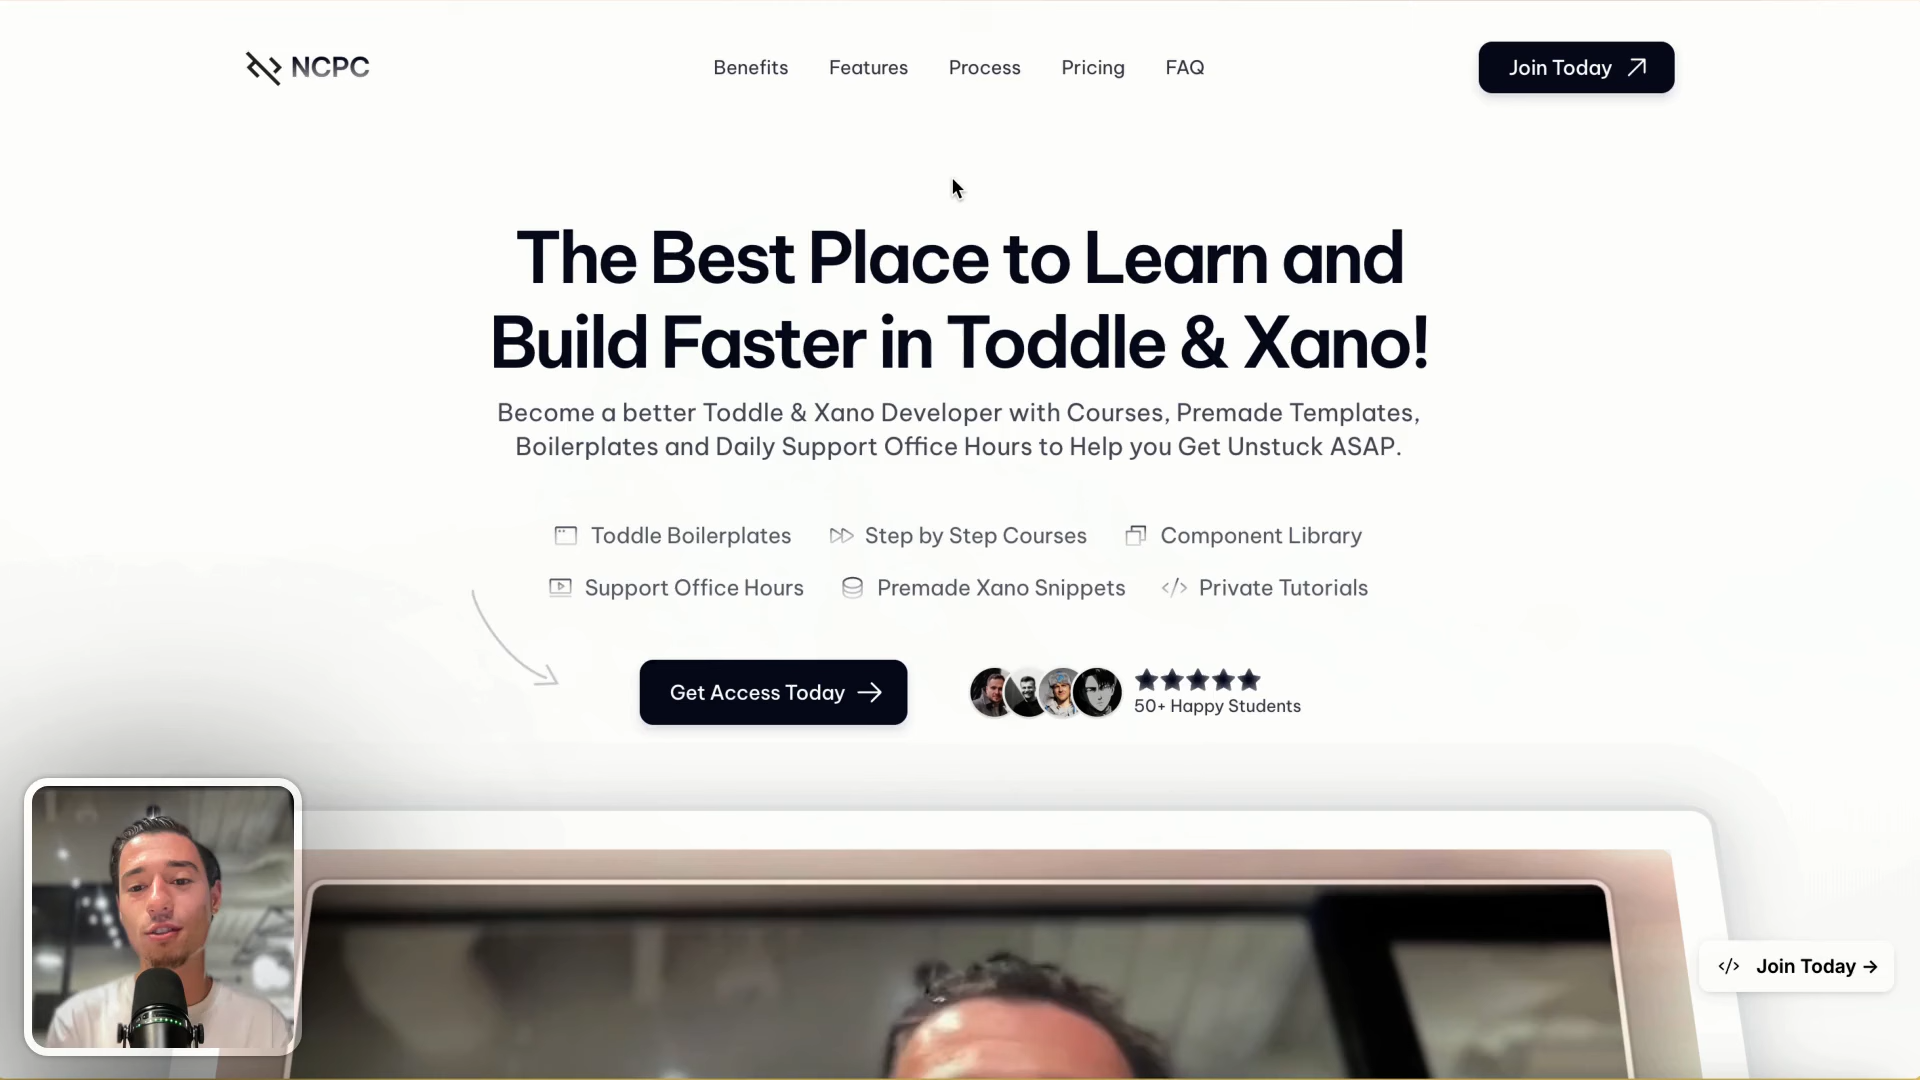 NCPC
Benefits
Features
Process
Pricing
FAQ
Join Today
The Best Place to Learn and
Build Faster in Toddle & Xano!
Become a better Toddle & Xano Developer with Courses, Premade Templates,
Boilerplates and Daily Support Office Hours to Help you Get Unstuck ASAP.
Toddle Boilerplates
Step by Step Courses
Component Library
Support Office Hours
Premade Xano Snippets
Private Tutorials
Get Access Today
50+ Happy Students
</> Join Today →